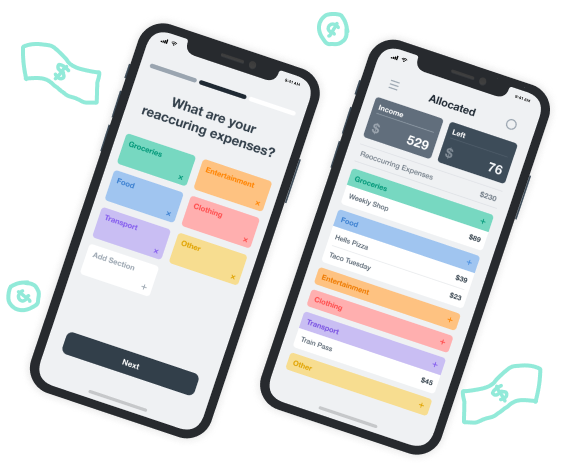 9:41 AM
What are your
reaccuring expenses?
Groceries
×
Entertainment
×
Food
×
Clothing
×
Transport
×
Other
×
Add Section
+
Next
9:41 AM
Allocated
Income
$ 529
Left
$ 76
Reaccurring Expenses $230
Groceries +
Weekly Shop $89
Food +
Hells Pizza $39
Taco Tuesday $23
Entertainment +
Clothing +
Transport +
Train Pass $45
Other +
$
$
$
$